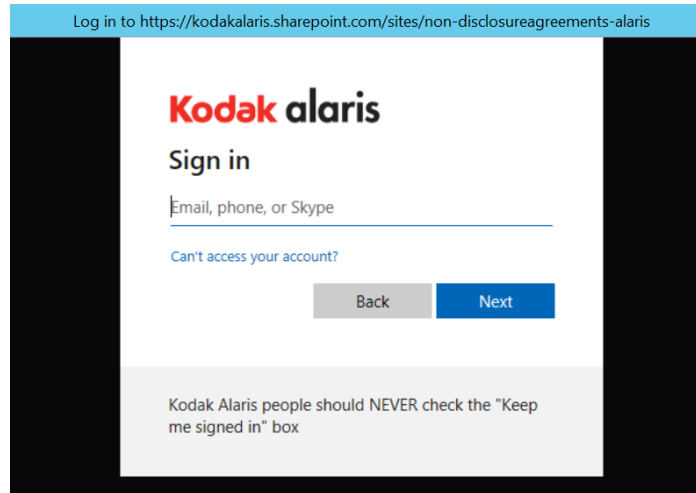 Log in to https://kodakalaris.sharepoint.com/sites/non-disclosureagreements-alaris
Kodak alaris
Sign in
Email, phone, or Skype
Can't access your account?
Back
Next
Kodak Alaris people should NEVER check the "Keep
me signed in" box